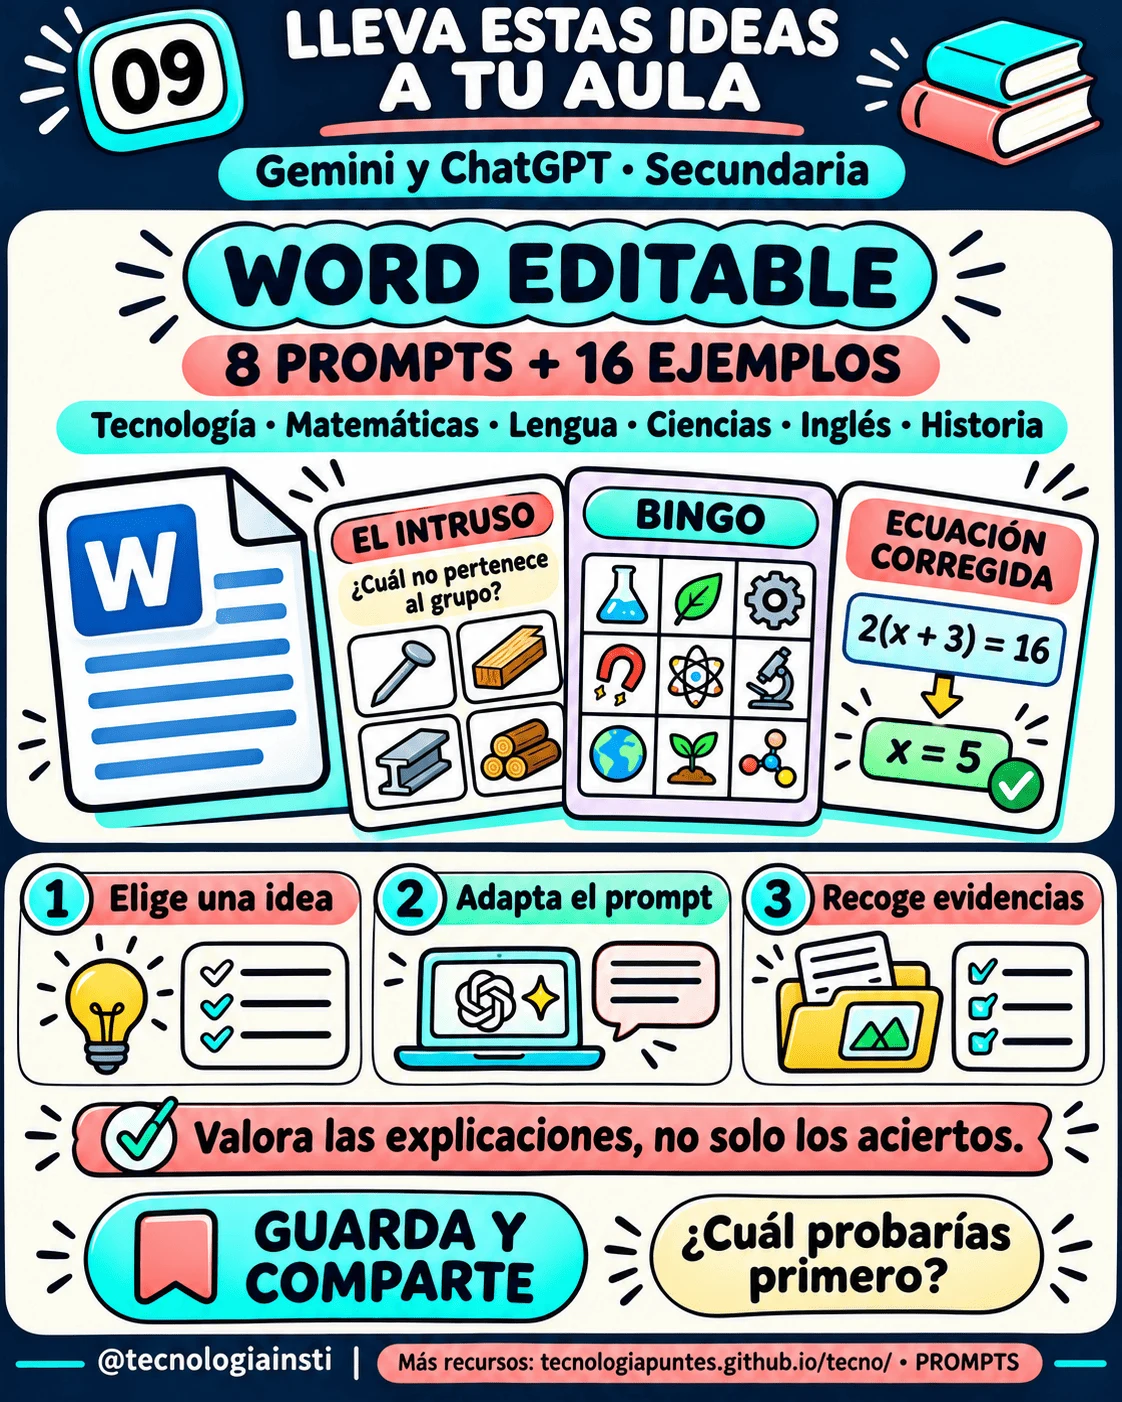 09
LLEVA ESTAS IDEAS
A TU AULA
Gemini y ChatGPT · Secundaria
WORD EDITABLE
8 PROMPTS + 16 EJEMPLOS
Tecnología · Matemáticas · Lengua · Ciencias · Inglés · Historia
W
EL INTRUSO
¿Cuál no pertenece
al grupo?
BINGO
ECUACIÓN
CORREGIDA
2(x + 3) = 16
x = 5
1 Elige una idea
2 Adapta el prompt
3 Recoge evidencias
Valora las explicaciones, no solo los aciertos.
GUARDA Y
COMPARTE
¿Cuál probarías
primero?
@tecnologiainsti | Más recursos: tecnologiapuntes.github.io/tecno/ • PROMPTS